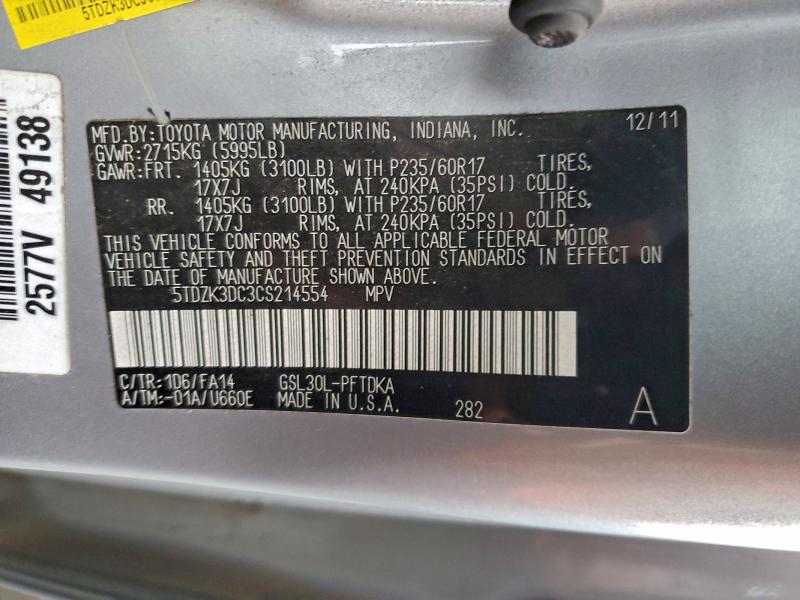 2577V 49138
MFD.BY:TOYOTA MOTOR MANUFACTURING, INDIANA, INC. 12/11
GVWR:2715KG (5995LB)
GAWR:FRT. 1405KG (3100LB) WITH P235/60R17 TIRES,
17X7J RIMS, AT 240KPA (35PSI) COLD.
RR. 1405KG (3100LB) WITH P235/60R17 TIRES,
17X7J RIMS, AT 240KPA (35PSI) COLD.
THIS VEHICLE CONFORMS TO ALL APPLICABLE FEDERAL MOTOR
VEHICLE SAFETY AND THEFT PREVENTION STANDARDS IN EFFECT ON
THE DATE OF MANUFACTURE SHOWN ABOVE.
5TDZK3DC3CS214554 MPV
C/TR:1D6/FA14 GSL30L-PFTDKA
A/TM:-01A/U660E MADE IN U.S.A. 282 A